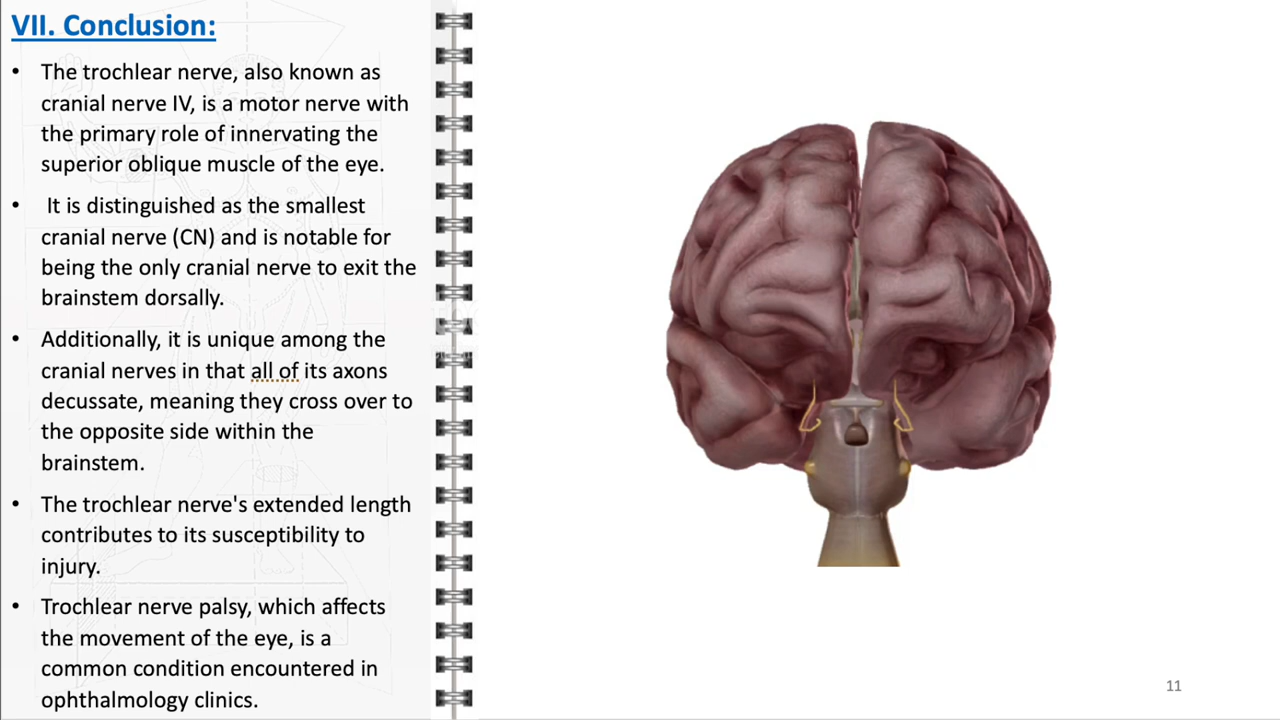 VII. Conclusion:
• The trochlear nerve, also known as
cranial nerve IV, is a motor nerve with
the primary role of innervating the
superior oblique muscle of the eye.
• It is distinguished as the smallest
cranial nerve (CN) and is notable for
being the only cranial nerve to exit the
brainstem dorsally.
• Additionally, it is unique among the
cranial nerves in that all of its axons
decussate, meaning they cross over to
the opposite side within the
brainstem.
• The trochlear nerve's extended length
contributes to its susceptibility to
injury.
• Trochlear nerve palsy, which affects
the movement of the eye, is a
common condition encountered in
ophthalmology clinics.
11